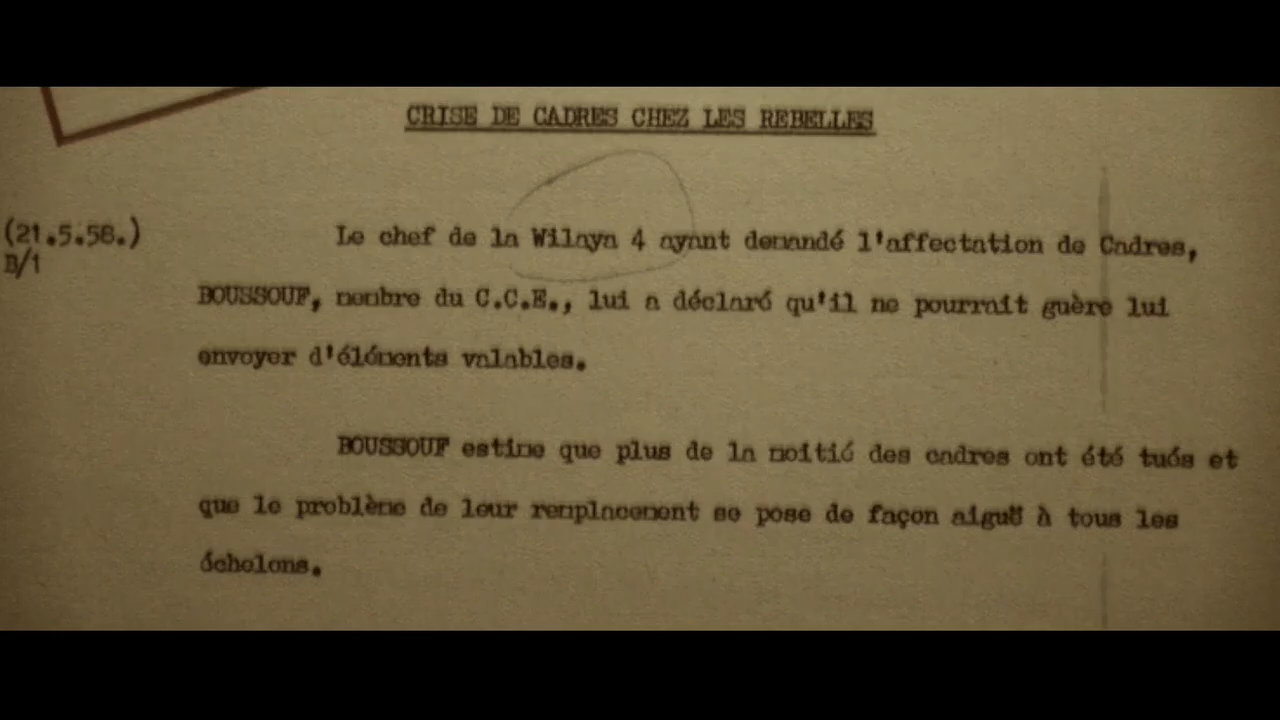 CRISE DE CADRES CHEZ LES REBELLES
(21.5.58.)
B/1
Le chef de la Wilaya 4 ayant demandé l'affectation de Cadres,
BOUSSOUF, membre du C.C.E., lui a déclaré qu'il ne pourrait guère lui
envoyer d'éléments valables.
BOUSSOUF estime que plus de la moitié des cadres ont été tués et
que le problème de leur remplacement se pose de façon aiguë à tous les
échelons.